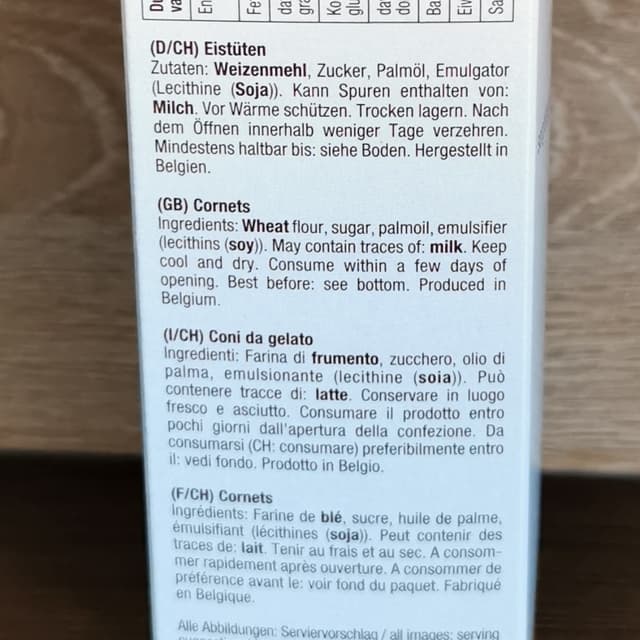 (D/CH) Eistüten
Zutaten: Weizenmehl, Zucker, Palmöl, Emulgator
(Lecithine (Soja)). Kann Spuren enthalten von:
Milch. Vor Wärme schützen. Trocken lagern. Nach
dem Öffnen innerhalb weniger Tage verzehren.
Mindestens haltbar bis: siehe Boden. Hergestellt in
Belgien.
(GB) Cornets
Ingredients: Wheat flour, sugar, palmoil, emulsifier
(lecithins (soy)). May contain traces of: milk. Keep
cool and dry. Consume within a few days of
opening. Best before: see bottom. Produced in
Belgium.
(I/CH) Coni da gelato
Ingredienti: Farina di frumento, zucchero, olio di
palma, emulsionante (lecithine (soia)). Può
contenere tracce di: latte. Conservare in luogo
fresco e asciutto. Consumare il prodotto entro
pochi giorni dall'apertura della confezione. Da
consumarsi (CH: consumare) preferibilmente entro
il: vedi fondo. Prodotto in Belgio.
(F/CH) Cornets
Ingrédients: Farine de blé, sucre, huile de palme,
émulsifiant (lécithines (soja)). Peut contenir des
traces de: lait. Tenir au frais et au sec. A consom-
mer rapidement après ouverture. A consommer de
préférence avant le: voir fond du paquet. Fabriqué
en Belgique.
Alle Abbildungen: Serviervorschlag / all images: serving